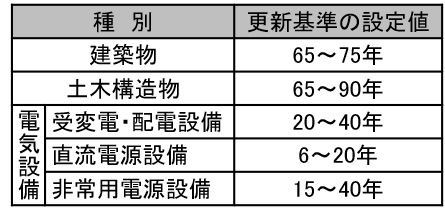 種 別 更新基準の設定値
建築物 65～75年
土木構造物 65～90年
電気設備
受変電・配電設備 20～40年
直流電源設備 6～20年
非常用電源設備 15～40年